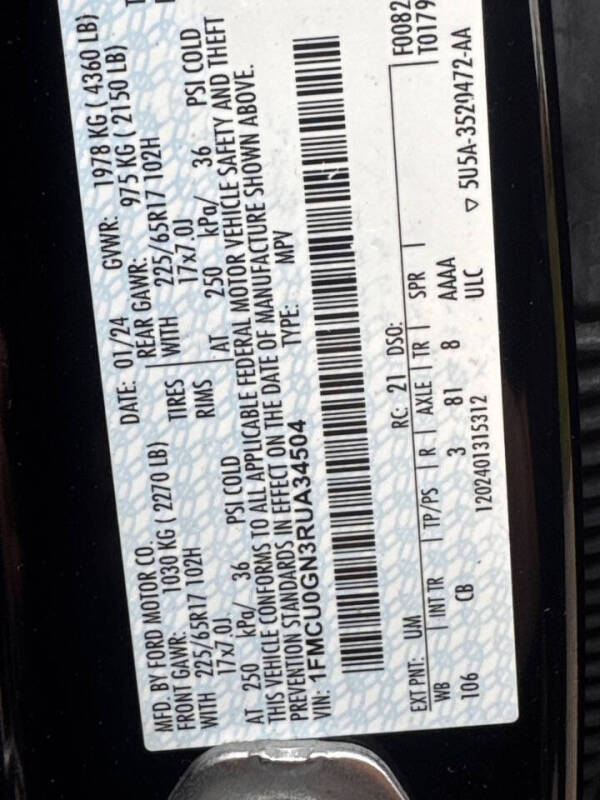 MFD. BY FORD MOTOR CO.
DATE: 01/24 GVWR: 1978 KG ( 4360 LB)
FRONT GAWR: 1030 KG ( 2270 LB) REAR GAWR: 975 KG ( 2150 LB)
WITH 225/65R17 102H TIRES WITH 225/65R17 102H
17x7.0J RIMS 17x7.0J
AT 250 kPa/ 36 PSI COLD AT 250 kPa/ 36 PSI COLD
THIS VEHICLE CONFORMS TO ALL APPLICABLE FEDERAL MOTOR VEHICLE SAFETY AND THEFT
PREVENTION STANDARDS IN EFFECT ON THE DATE OF MANUFACTURE SHOWN ABOVE.
VIN: 1FMCU0GN3RUA34504 TYPE: MPV
F0082
T0179
EXT PNT: UM RC: 21 DSO:
WB | INT TR | TP/PS | R | AXLE | TR | SPR |
106 CB 3 81 8 AAAA
ULC
1202401315312 ▽ 5U5A-3520472-AA